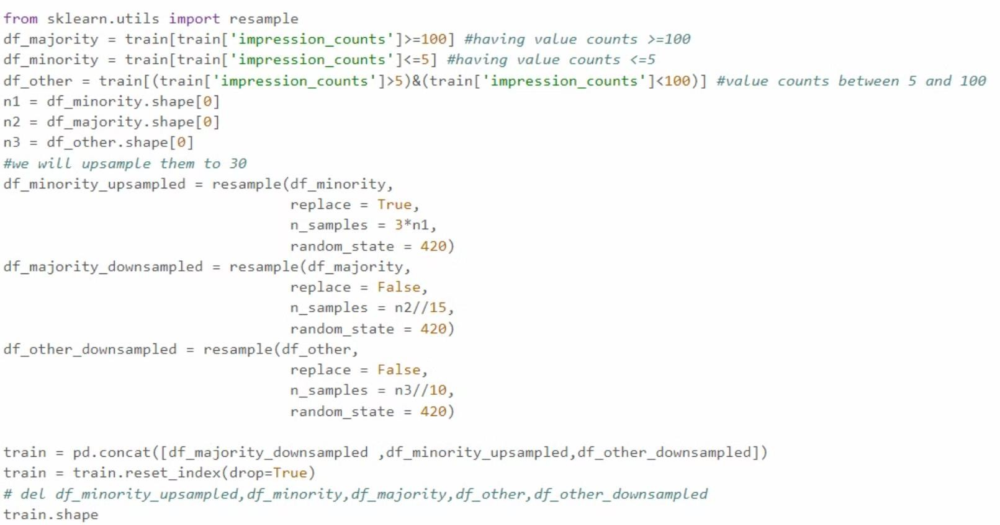 from sklearn.utils import resample
df_majority = train[train['impression_counts']>=100] #having value counts >=100
df_minority = train[train['impression_counts']<=5] #having value counts <=5
df_other = train[(train['impression_counts']>5)&(train['impression_counts']<100)] #value counts between 5 and 100
n1 = df_minority.shape[0]
n2 = df_majority.shape[0]
n3 = df_other.shape[0]
#we will upsample them to 30
df_minority_upsampled = resample(df_minority,
                                 replace = True,
                                 n_samples = 3*n1,
                                 random_state = 420)
df_majority_downsampled = resample(df_majority,
                                 replace = False,
                                 n_samples = n2//15,
                                 random_state = 420)
df_other_downsampled = resample(df_other,
                                 replace = False,
                                 n_samples = n3//10,
                                 random_state = 420)

train = pd.concat([df_majority_downsampled ,df_minority_upsampled,df_other_downsampled])
train = train.reset_index(drop=True)
# del df_minority_upsampled,df_minority,df_majority,df_other,df_other_downsampled
train.shape